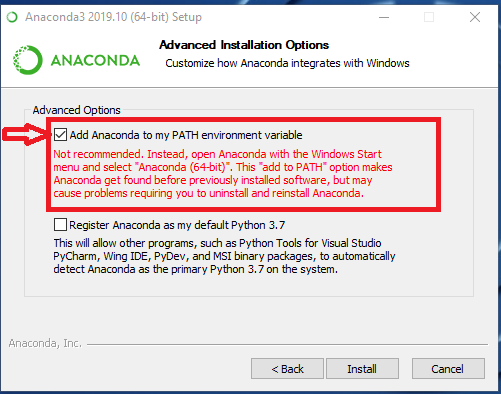 Anaconda3 2019.10 (64-bit) Setup
ANACONDA
Advanced Installation Options
Customize how Anaconda integrates with Windows
Advanced Options
Add Anaconda to my PATH environment variable
Not recommended. Instead, open Anaconda with the Windows Start
menu and select "Anaconda (64-bit)". This "add to PATH" option makes
Anaconda get found before previously installed software, but may
cause problems requiring you to uninstall and reinstall Anaconda.
Register Anaconda as my default Python 3.7
This will allow other programs, such as Python Tools for Visual Studio
PyCharm, Wing IDE, PyDev, and MSI binary packages, to automatically
detect Anaconda as the primary Python 3.7 on the system.
Anaconda, Inc.
< Back
Install
Cancel